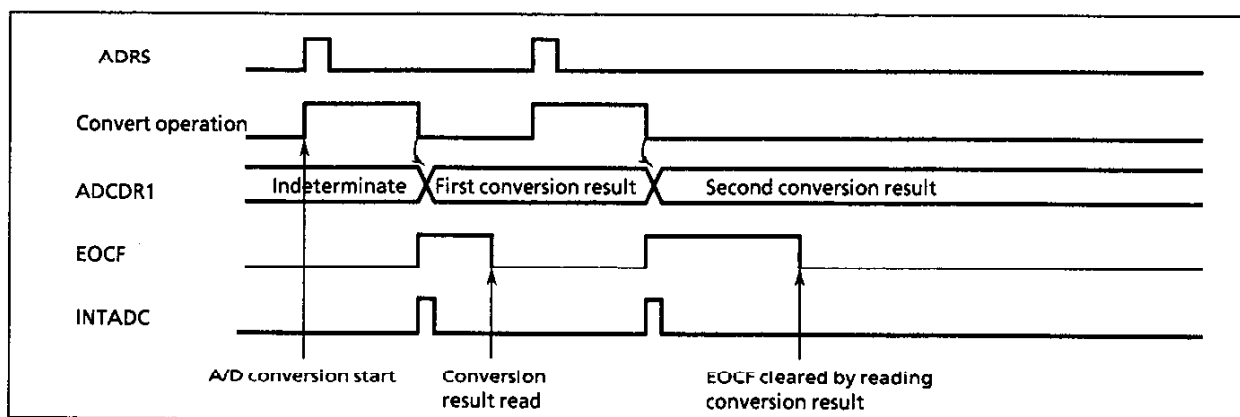 ADRS
Convert operation
ADCDR1
Indeterminate
First conversion result
Second conversion result
EOCF
INTADC
A/D conversion start
Conversion
result read
EOCF cleared by reading
conversion result